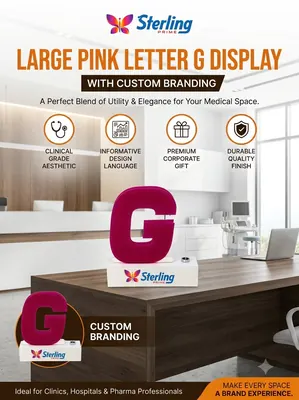 Sterling
PRIME
LARGE PINK LETTER G DISPLAY
WITH CUSTOM BRANDING
A Perfect Blend of Utility & Elegance for Your Medical Space.
CLINICAL
GRADE
AESTHETIC
INFORMATIVE
DESIGN
LANGUAGE
PREMIUM
CORPORATE
GIFT
DURABLE
QUALITY
FINISH
G
Sterling
PRIME
G
Sterling
CUSTOM
BRANDING
Ideal for Clinics, Hospitals & Pharma Professionals
MAKE EVERY SPACE
A BRAND EXPERIENCE.